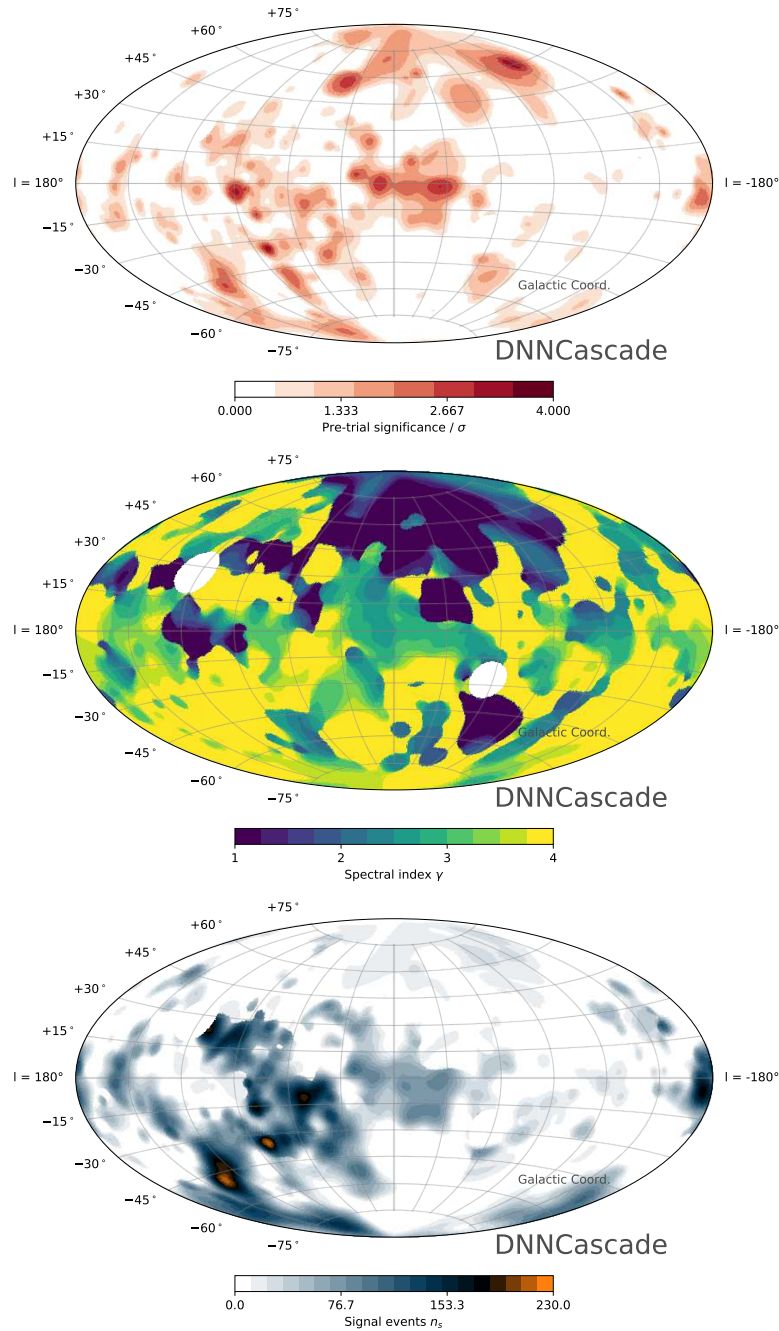 +75°
+60°
+45°
+30°
+15°
l = 180°
l = -180°
−15°
−30°
Galactic Coord.
−45°
−60°
−75°
DNNCascade
0.000 1.333 2.667 4.000
Pre-trial significance / σ
+75°
+60°
+45°
+30°
+15°
l = 180°
l = -180°
−15°
−30°
Galactic Coord.
−45°
−60°
−75°
DNNCascade
1 2 3 4
Spectral index γ
+75°
+60°
+45°
+30°
+15°
l = 180°
l = -180°
−15°
−30°
Galactic Coord.
−45°
−60°
−75°
DNNCascade
0.0 76.7 153.3 230.0
Signal events nₛ